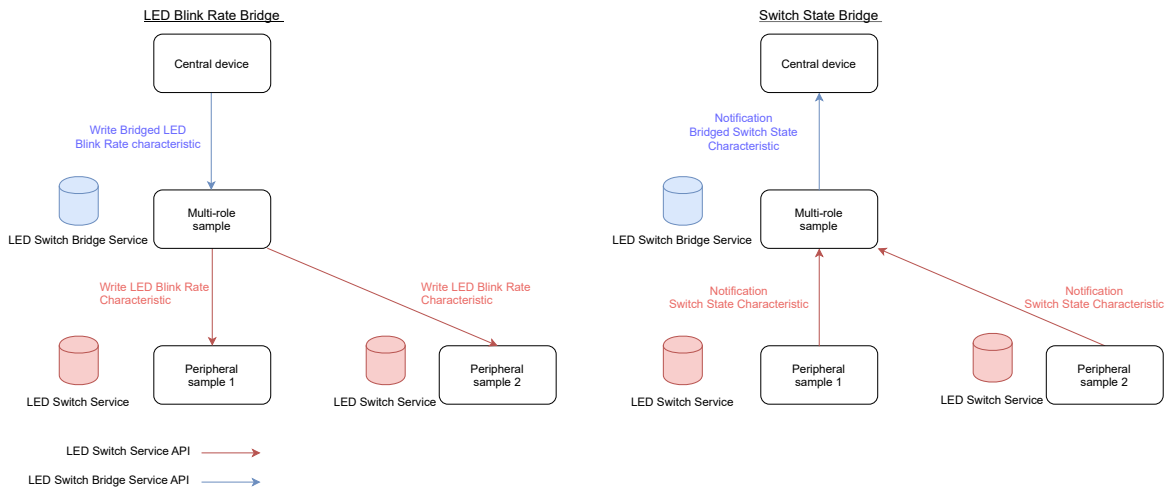 LED Blink Rate Bridge
Central device
Write Bridged LED
Blink Rate characteristic
Multi-role
sample
LED Switch Bridge Service
Write LED Blink Rate
Characteristic
Write LED Blink Rate
Characteristic
Peripheral
sample 1
LED Switch Service
Peripheral
sample 2
LED Switch Service
LED Switch Service API
LED Switch Bridge Service API
Switch State Bridge
Central device
Notification
Bridged Switch State
Characteristic
Multi-role
sample
LED Switch Bridge Service
Notification
Switch State Characteristic
Notification
Switch State Characteristic
Peripheral
sample 1
LED Switch Service
Peripheral
sample 2
LED Switch Service